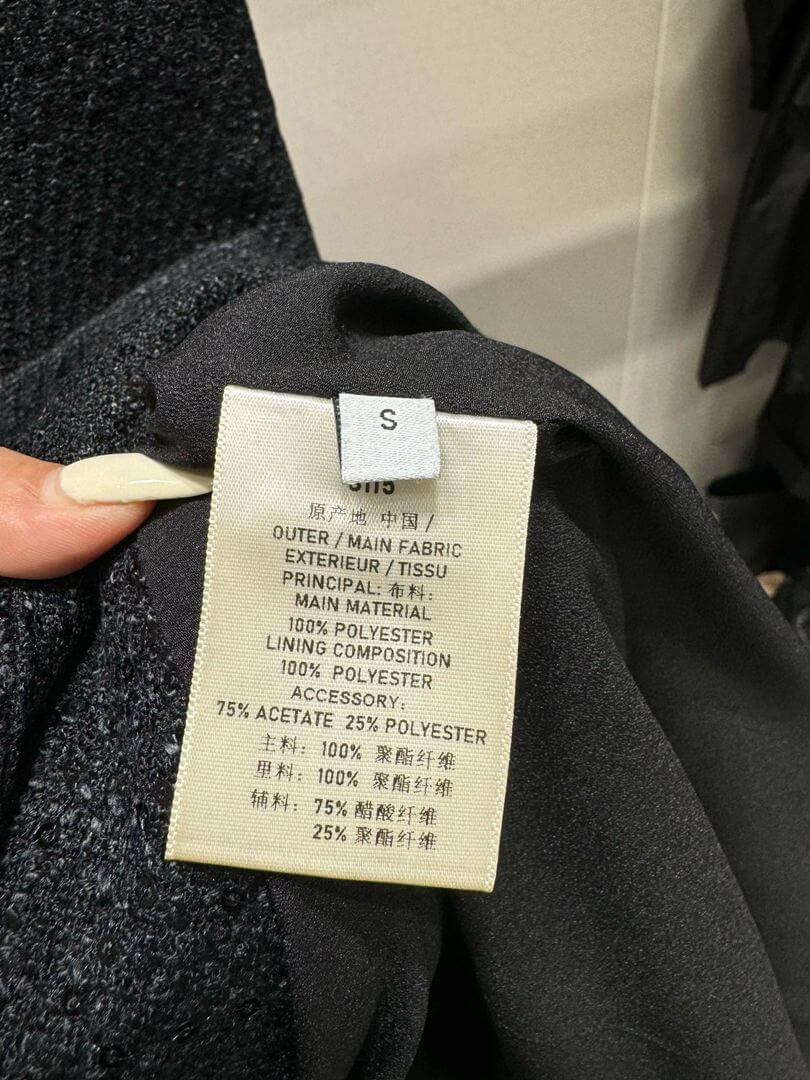 S
原产地 中国/
OUTER / MAIN FABRIC
EXTERIEUR / TISSU
PRINCIPAL: 布料:
MAIN MATERIAL
100% POLYESTER
LINING COMPOSITION
100% POLYESTER
ACCESSORY:
75% ACETATE 25% POLYESTER
主料: 100% 聚酯纤维
里料: 100% 聚酯纤维
辅料: 75% 醋酸纤维
25% 聚酯纤维